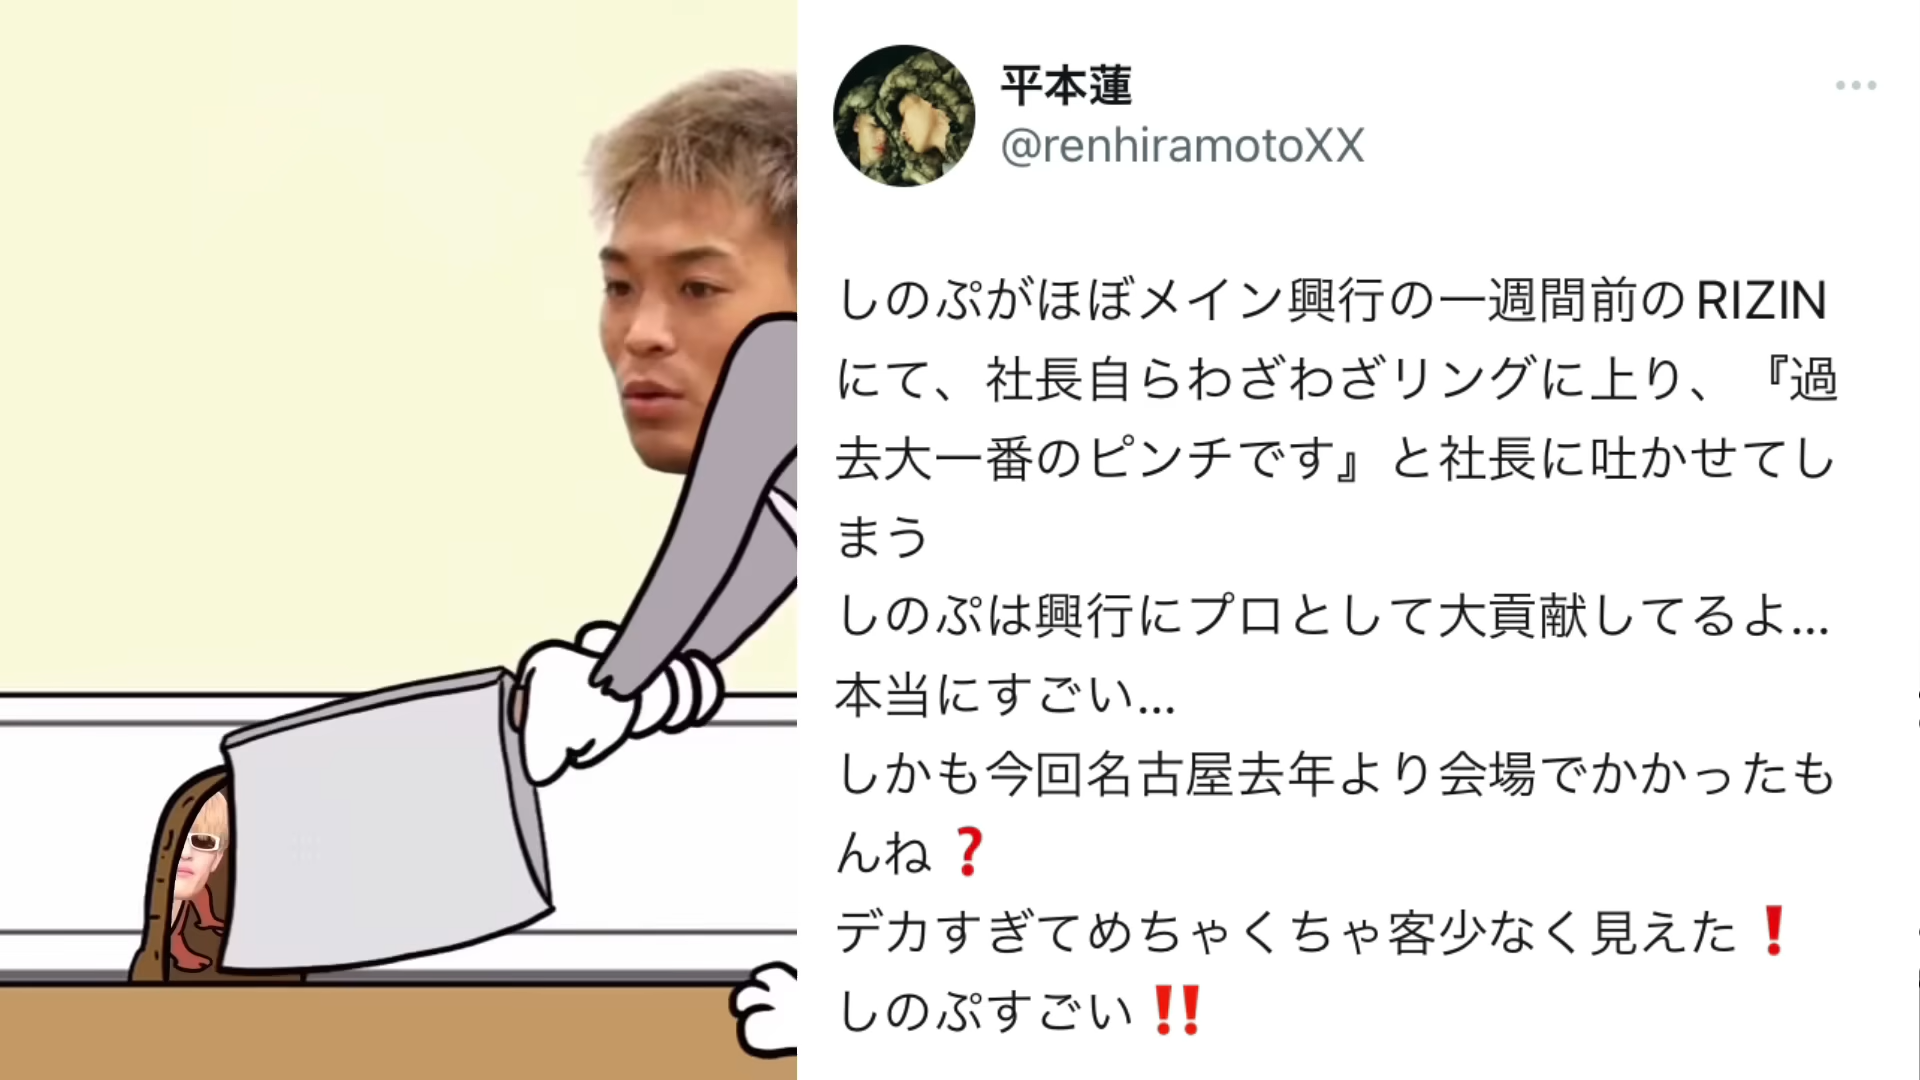 平本蓮
@renhiramotoXX
しのぷがほぼメイン興行の一週間前のRIZIN
にて、社長自らわざわざリングに上り、『過
去大一番のピンチです』と社長に吐かせてし
まう
しのぷは興行にプロとして大貢献してるよ...
本当にすごい...
しかも今回名古屋去年より会場でかかったも
んね❓
デカすぎてめちゃくちゃ客少なく見えた❗
しのぷすごい‼️